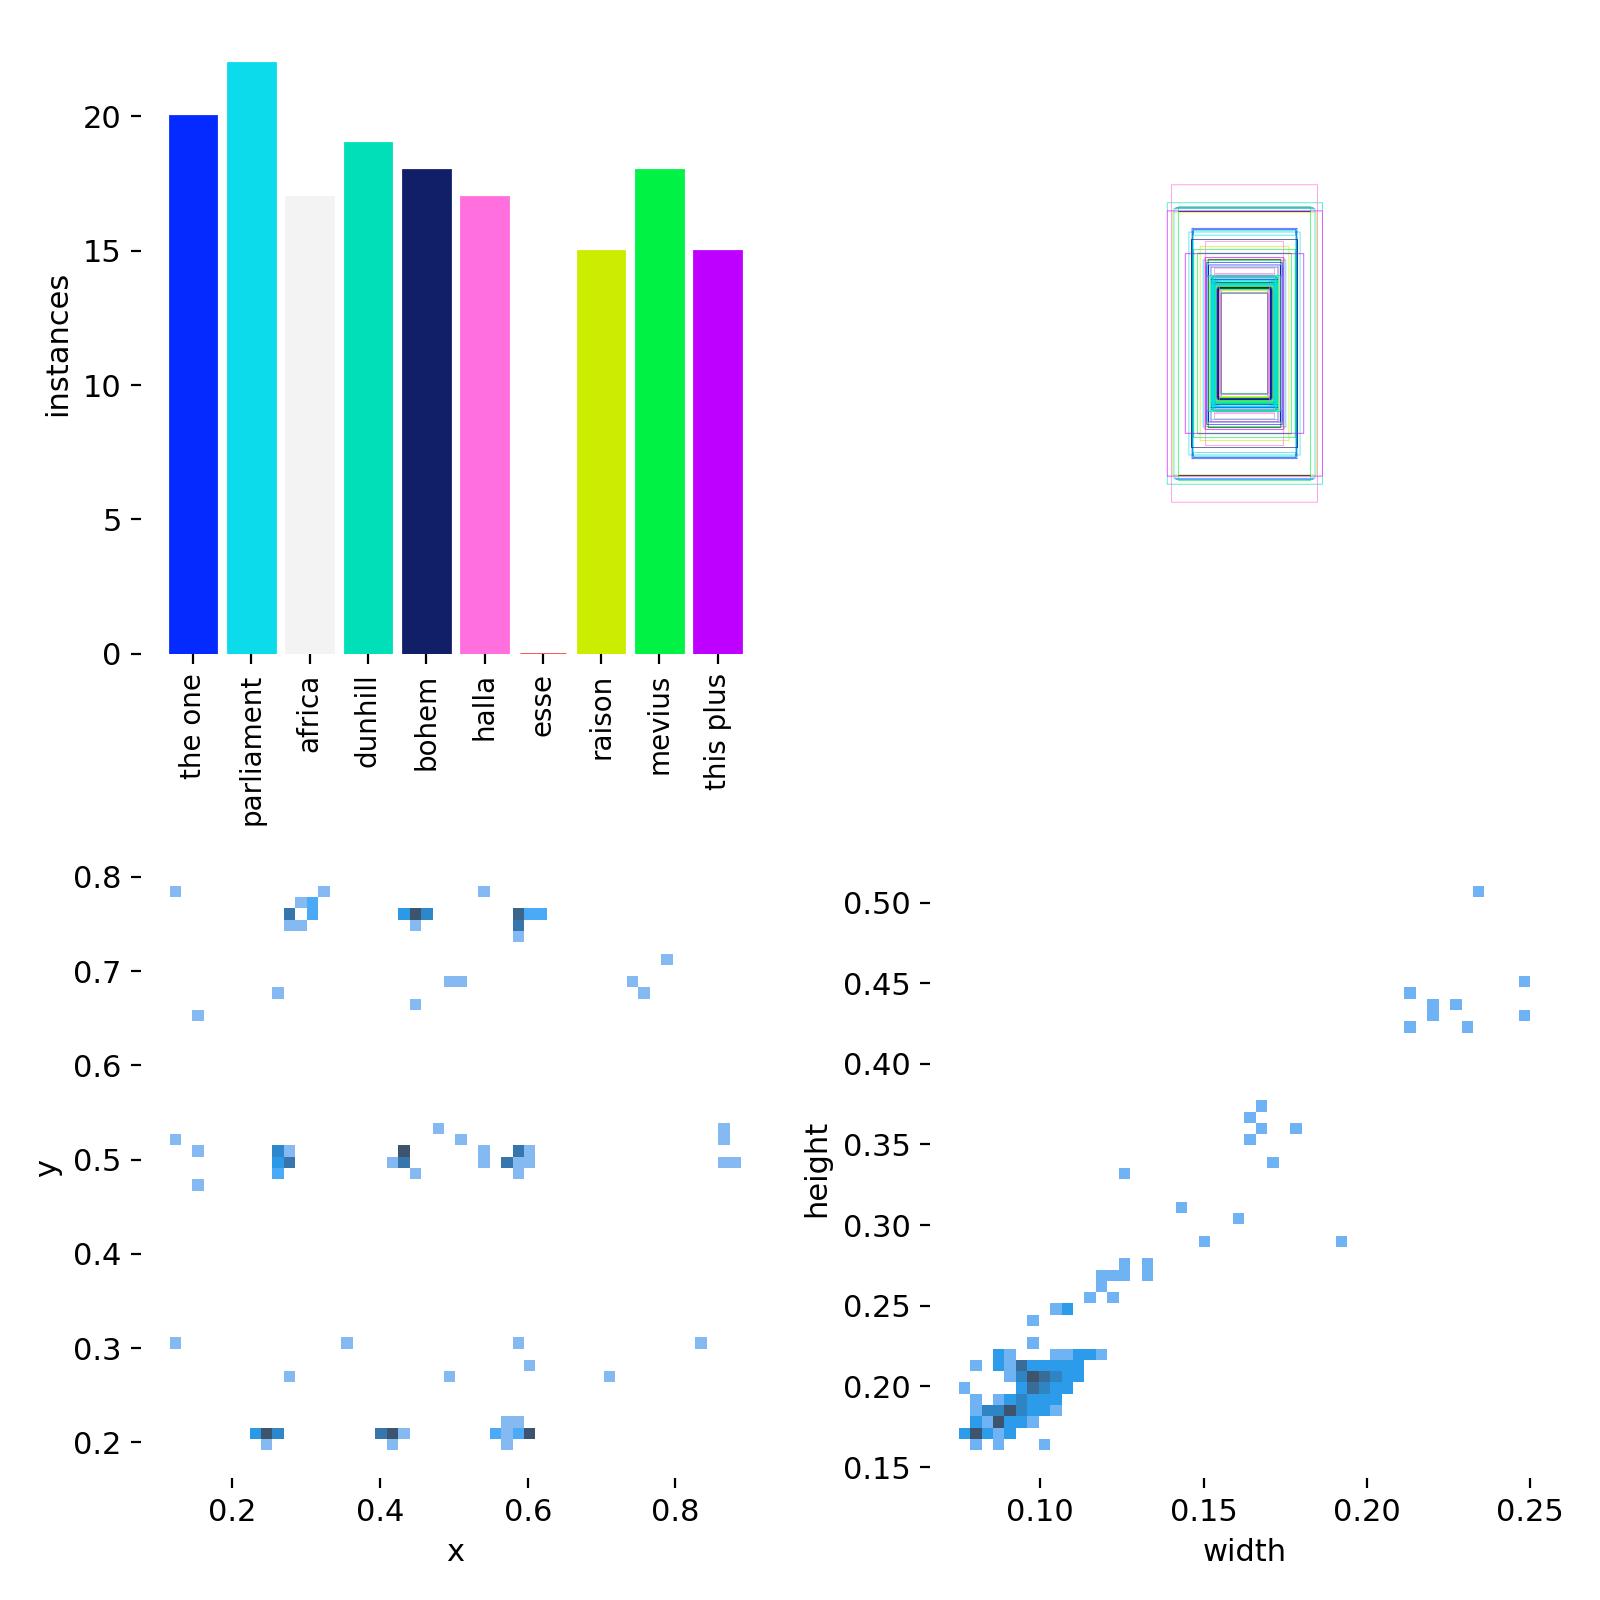 instances
20
15
10
5
0
the one
parliament
africa
dunhill
bohem
halla
esse
raison
mevius
this plus
y
0.8
0.7
0.6
0.5
0.4
0.3
0.2
0.2 0.4 0.6 0.8
x
height
0.50
0.45
0.40
0.35
0.30
0.25
0.20
0.15
0.10 0.15 0.20 0.25
width